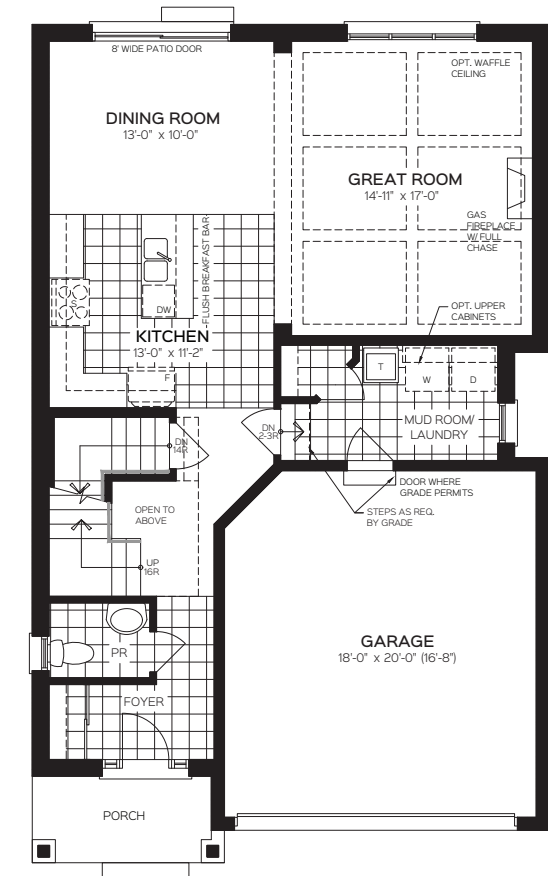 8' WIDE PATIO DOOR
OPT. WAFFLE
CEILING
DINING ROOM
13'-0" x 10'-0"
GREAT ROOM
14'-11" x 17'-0"
GAS
FIREPLACE
W/ FULL
CHASE
FLUSH BREAKFAST BAR
S
DW
KITCHEN
13'-0" x 11'-2"
F
OPT. UPPER
CABINETS
T
W
D
MUD ROOM/
LAUNDRY
DN
2-3R
DN
14R
DOOR WHERE
GRADE PERMITS
STEPS AS REQ.
BY GRADE
OPEN TO
ABOVE
UP
16R
PR
FOYER
GARAGE
18'-0" x 20'-0" (16'-8")
PORCH